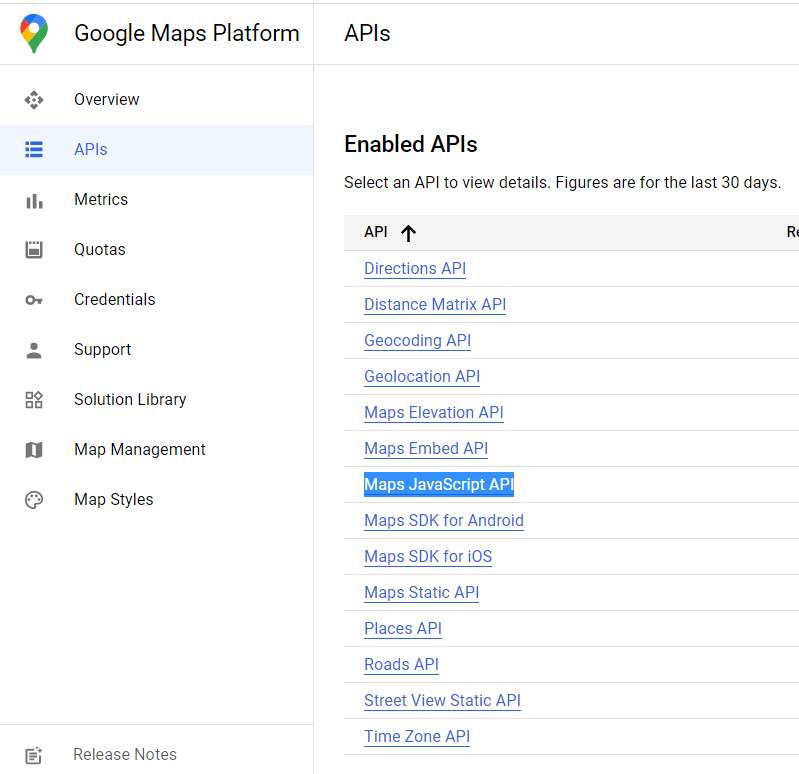 Google Maps Platform
APIs
Overview
APIs
Metrics
Quotas
Credentials
Support
Solution Library
Map Management
Map Styles
Release Notes
Enabled APIs
Select an API to view details. Figures are for the last 30 days.
API
Directions API
Distance Matrix API
Geocoding API
Geolocation API
Maps Elevation API
Maps Embed API
Maps JavaScript API
Maps SDK for Android
Maps SDK for iOS
Maps Static API
Places API
Roads API
Street View Static API
Time Zone API